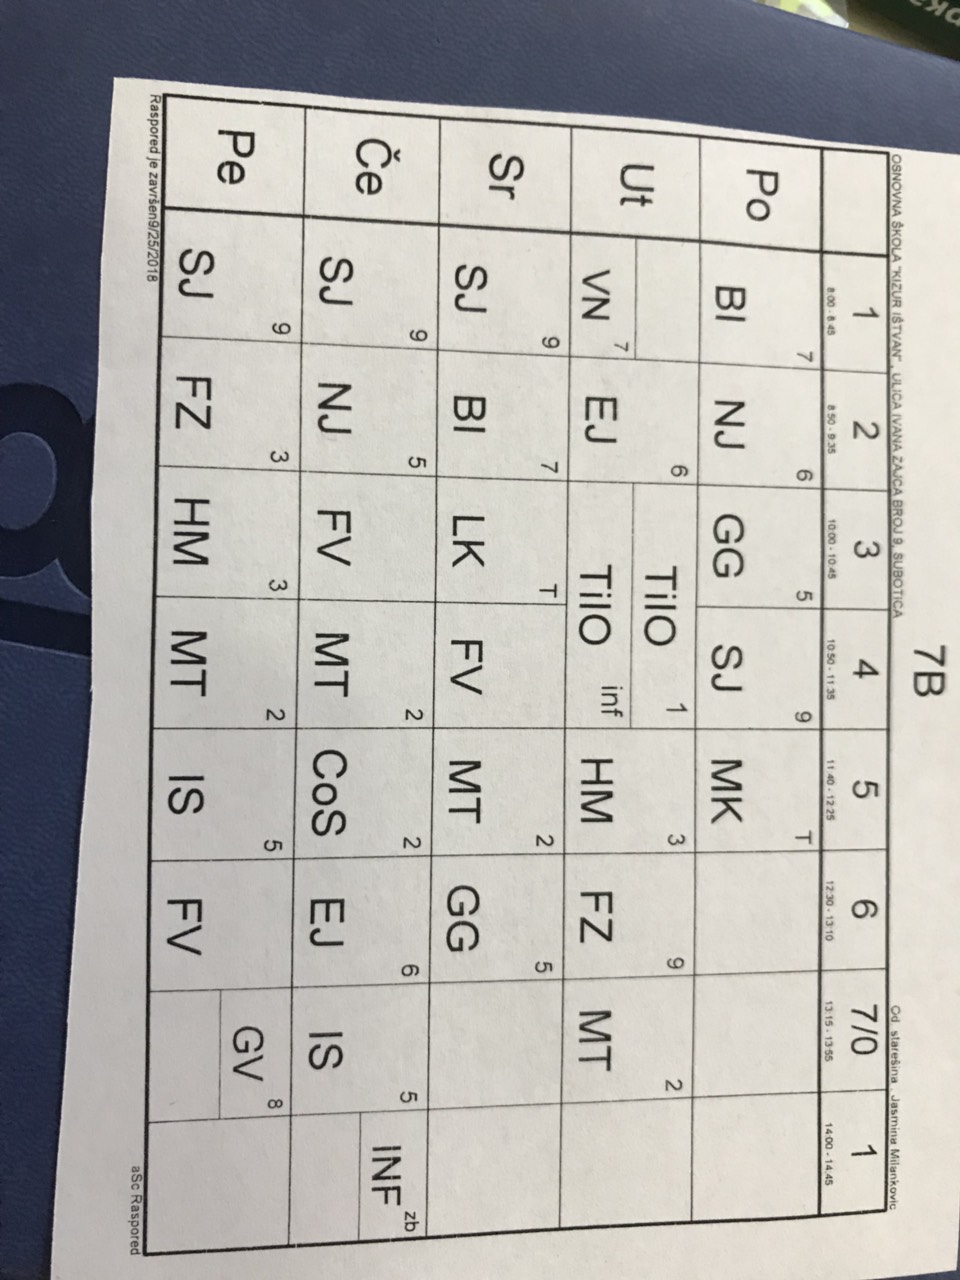 7B
OSNOVNA ŠKOLA "KIZUR IŠTVAN", ULICA IVANA ZAJCA BROJ 9, SUBOTICA
Od. starešina . Jasmina Milankovic
1 2 3 4 5 6 7/0 1
8:00 - 8:45 8:50 - 9:35 10:00 - 10:45 10:50 - 11:35 11:40 - 12:25 12:30 - 13:10 13:15 - 13:55 14:00 - 14:45
Po BI 7 NJ 6 GG 5 SJ 9 MK T
Ut VN 7 EJ 6 TiIO 1 TiIO inf HM 3 FZ 9 MT 2
Sr SJ 9 BI 7 LK T FV MT 2 GG 5
Če SJ 9 NJ 5 FV MT 2 CoS 2 EJ 6 IS 5 INF zb
Pe SJ 9 FZ 3 HM 3 MT 2 IS 5 FV GV 8
Raspored je završen9/25/2018
aSc Raspored